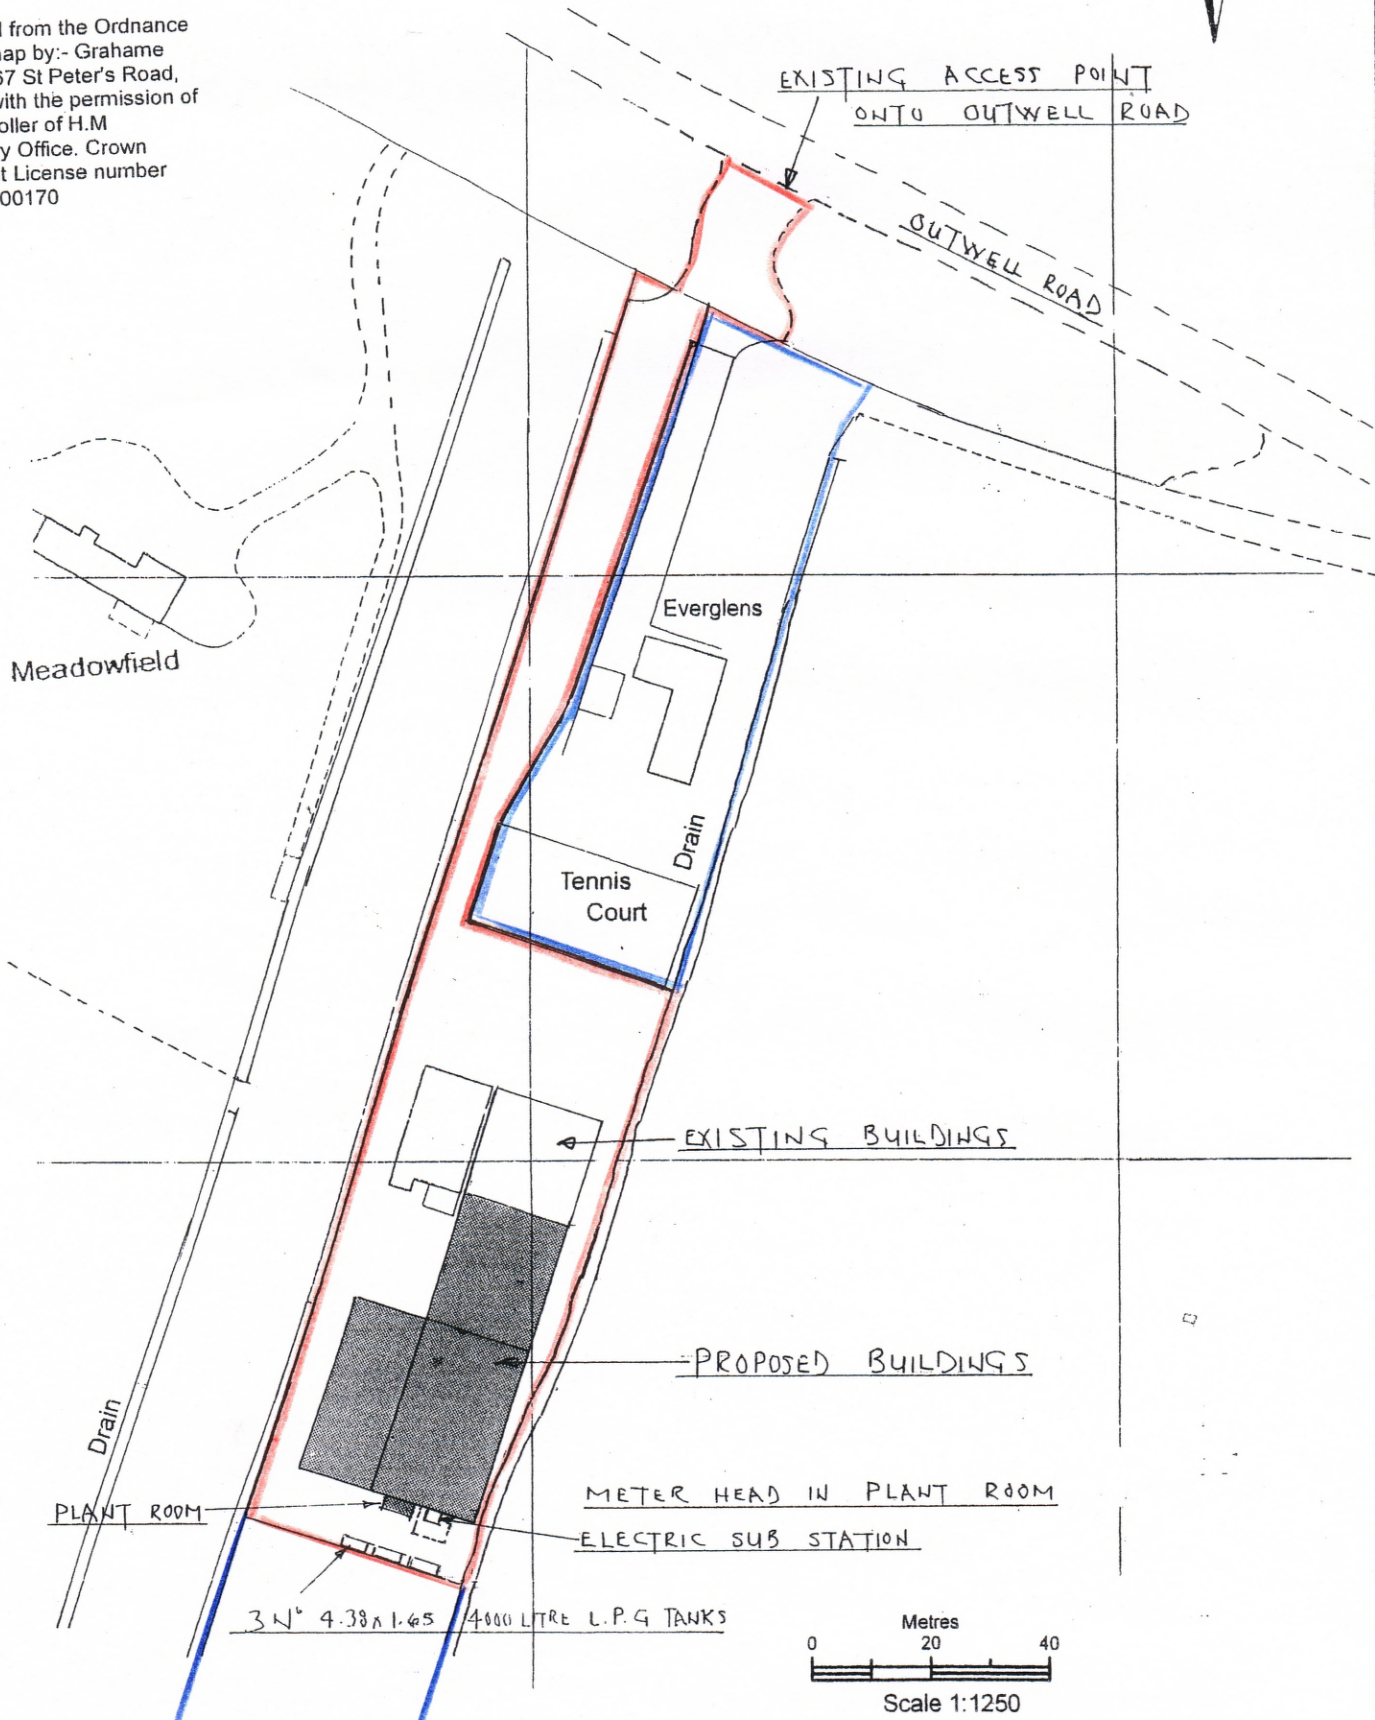 from the Ordnance
ap by:- Grahame
67 St Peter's Road,
with the permission of
oller of H.M
y Office. Crown
t License number
00170
EXISTING ACCESS POINT
ONTO OUTWELL ROAD
OUTWELL ROAD
Everglens
Meadowfield
Drain
Tennis
Court
EXISTING BUILDINGS
PROPOSED BUILDINGS
Drain
METER HEAD IN PLANT ROOM
PLANT ROOM
ELECTRIC SUB STATION
3 No 4.38 x 1.65 4000 LITRE L.P.G TANKS
Metres
0 20 40
Scale 1:1250